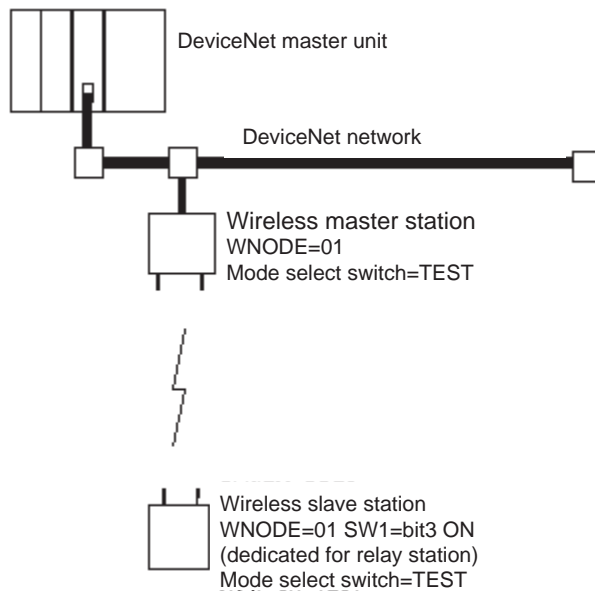 DeviceNet master unit
DeviceNet network
Wireless master station
WNODE=01
Mode select switch=TEST
Wireless slave station
WNODE=01 SW1=bit3 ON
(dedicated for relay station)
Mode select switch=TEST